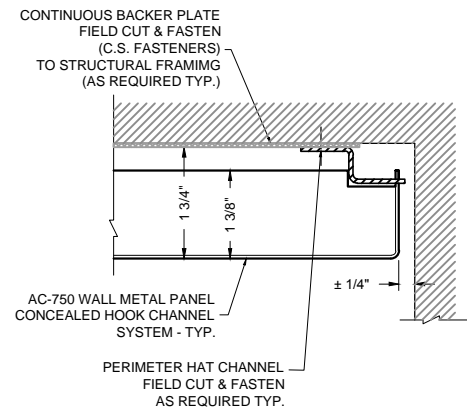 CONTINUOUS BACKER PLATE
FIELD CUT & FASTEN
(C.S. FASTENERS)
TO STRUCTURAL FRAMIMG
(AS REQUIRED TYP.)
1 3/4"
1 3/8"
± 1/4"
AC-750 WALL METAL PANEL
CONCEALED HOOK CHANNEL
SYSTEM - TYP.
PERIMETER HAT CHANNEL
FIELD CUT & FASTEN
AS REQUIRED TYP.